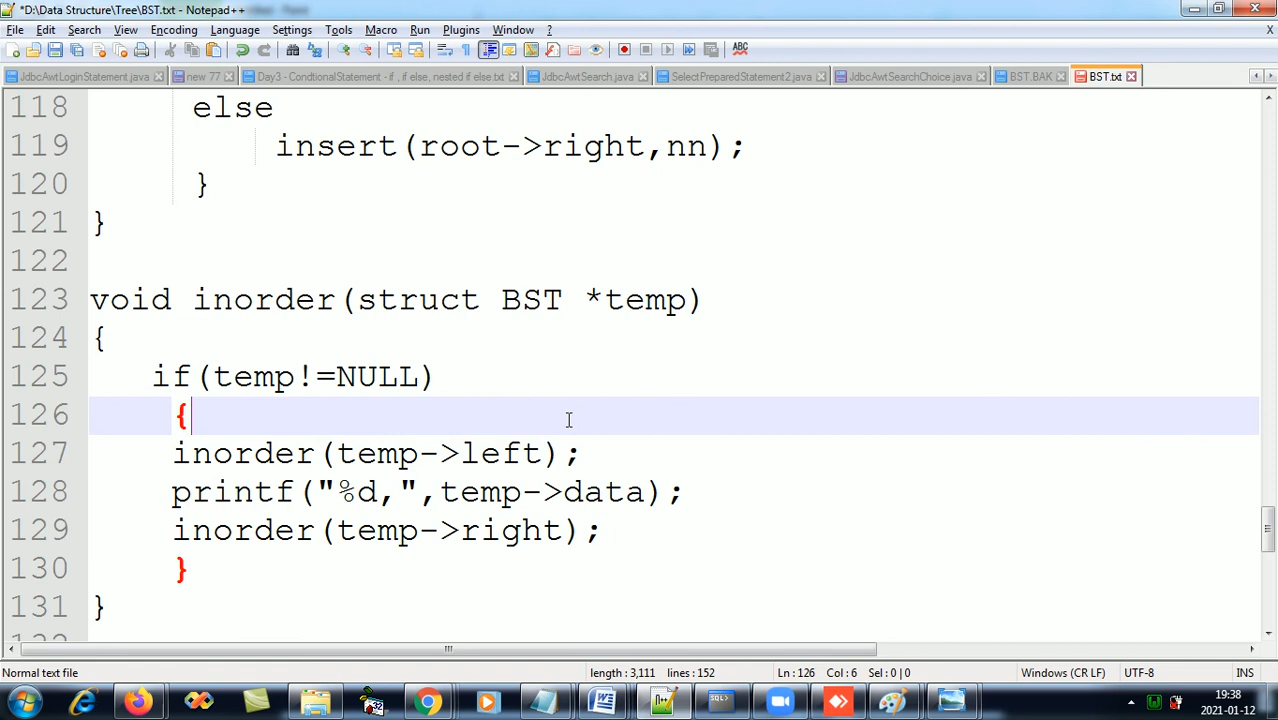 *D:\Data Structure\Tree\BST.txt - Notepad++
File Edit Search View Encoding Language Settings Tools Macro Run Plugins Window ? X
JdbcAwtLoginStatement.java new 77 Day3 - CondtionalStatement if , if else , nested if else.txt JdbcAwtSearch.java SelectPreparedStatement2.java JdbcAwtSearchChoice.java BST.BAK BST.txt
118 else
119 insert(root->right,nn);
120 }
121 }
122
123 void inorder(struct BST *temp)
124 {
125 if(temp!=NULL)
126 {
127 inorder(temp->left);
128 printf("%d,",temp->data);
129 inorder(temp->right);
130 }
131 }
Normal text file length : 3,111 lines : 152 Ln : 126 Col : 6 Sel : 0 | 0 Windows (CR LF) UTF-8 INS
19:38
2021-01-12